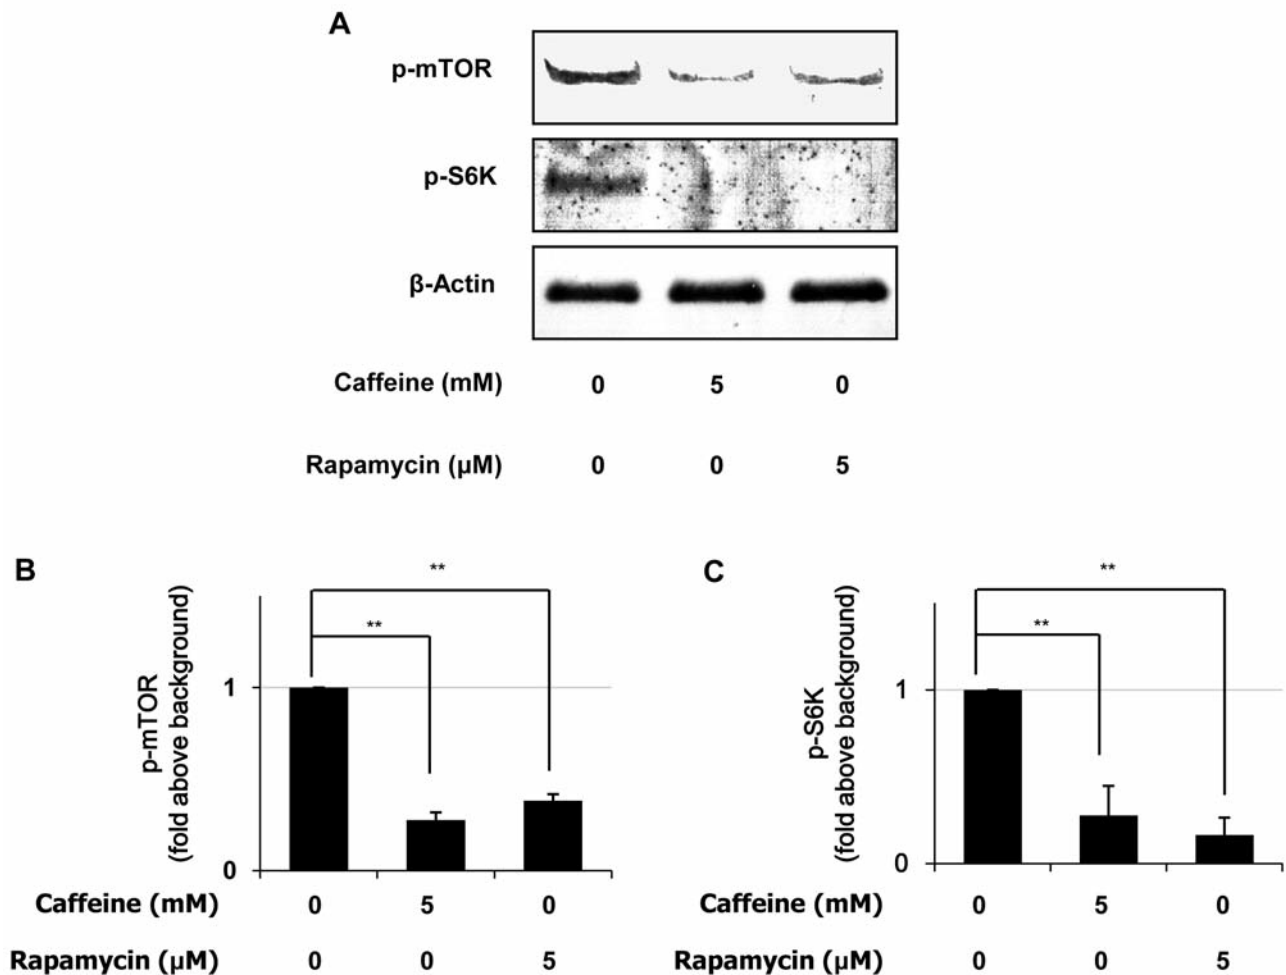 A
p-mTOR
p-S6K
β-Actin
Caffeine (mM) 0 5 0
Rapamycin (µM) 0 0 5
B
**
**
p-mTOR
(fold above background)
1
0
Caffeine (mM) 0 5 0
Rapamycin (µM) 0 0 5
C
**
**
p-S6K
(fold above background)
1
0
Caffeine (mM) 0 5 0
Rapamycin (µM) 0 0 5